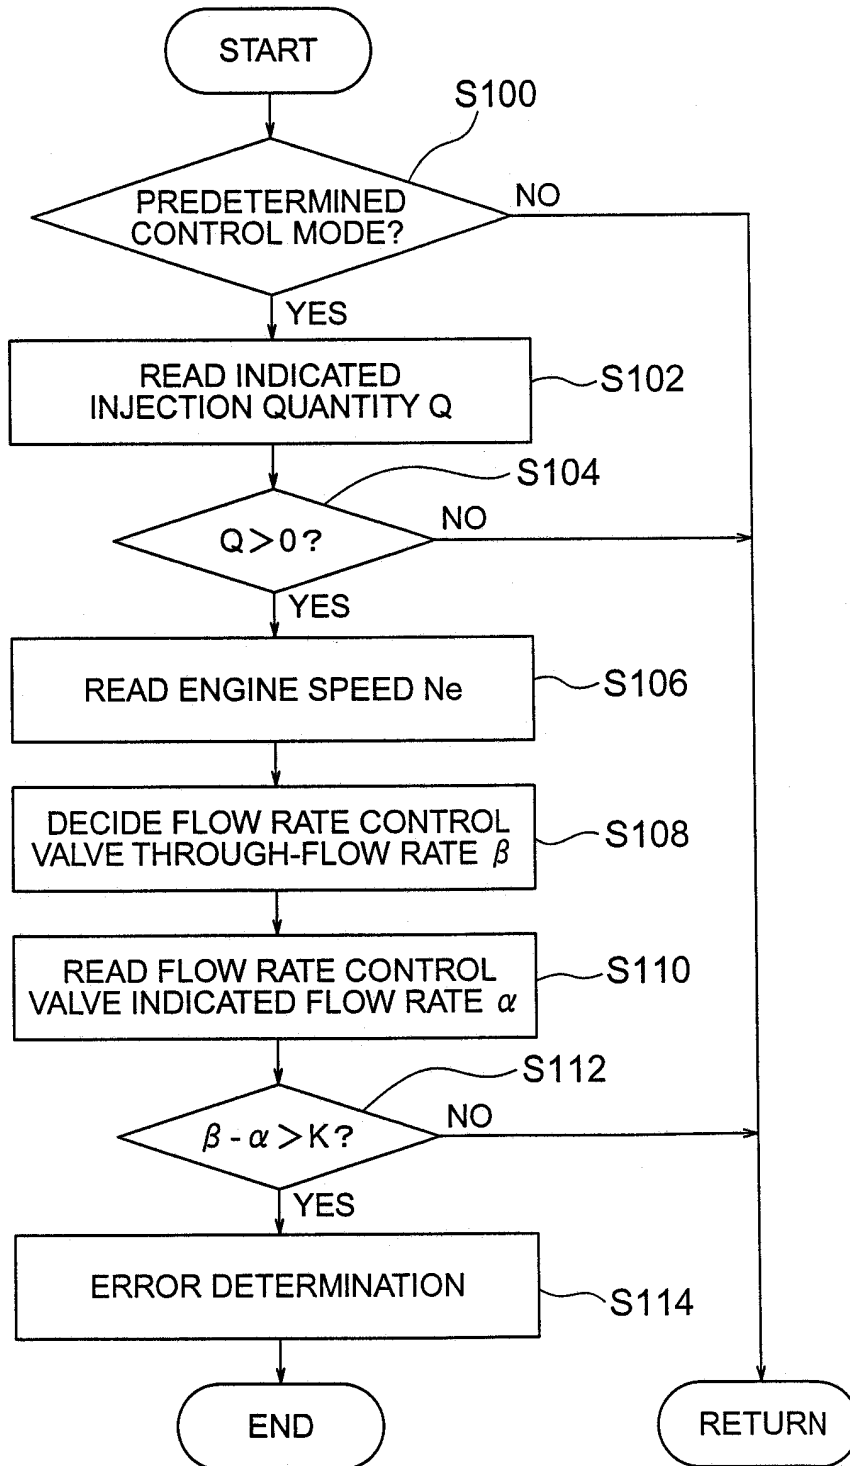 START
S100
PREDETERMINED
CONTROL MODE?
NO
YES
READ INDICATED
INJECTION QUANTITY Q
S102
S104
Q>0?
NO
YES
READ ENGINE SPEED Ne
S106
DECIDE FLOW RATE CONTROL
VALVE THROUGH-FLOW RATE β
S108
READ FLOW RATE CONTROL
VALVE INDICATED FLOW RATE α
S110
S112
β-α>K?
NO
YES
ERROR DETERMINATION
S114
END
RETURN